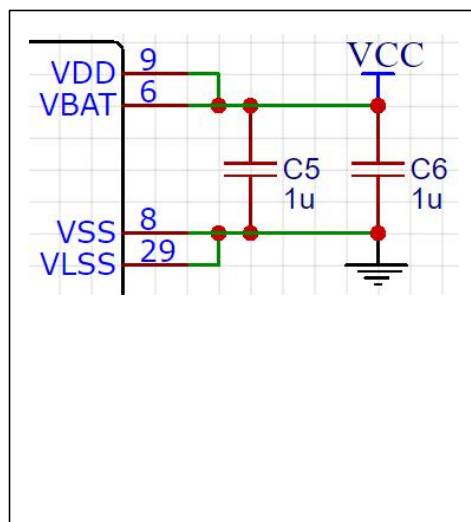 VCC
VDD 9
VBAT 6
C5
1u
C6
1u
VSS 8
VLSS 29